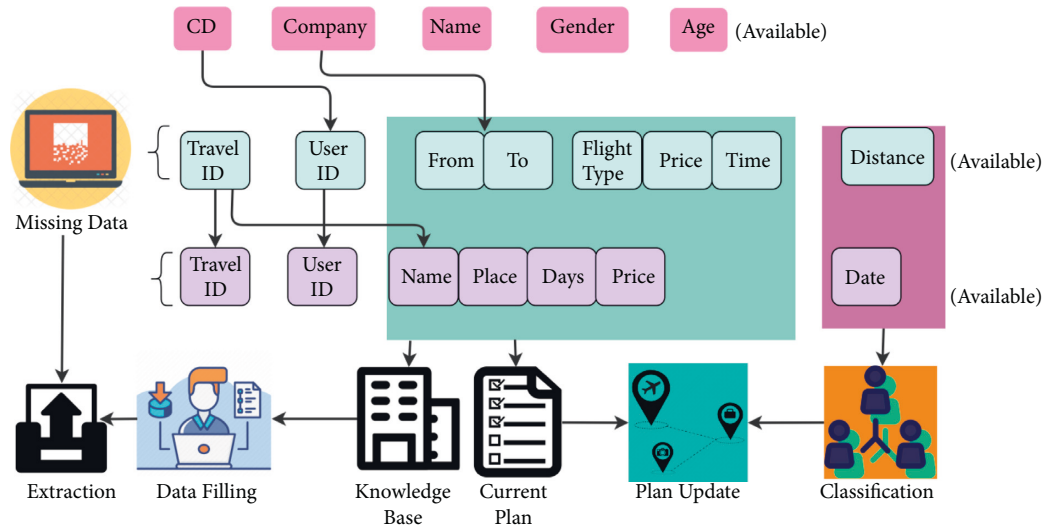 CD Company Name Gender Age (Available)
Travel ID User ID From To Flight Type Price Time Distance (Available)
Missing Data
Travel ID User ID Name Place Days Price Date (Available)
Extraction Data Filling Knowledge Base Current Plan Plan Update Classification